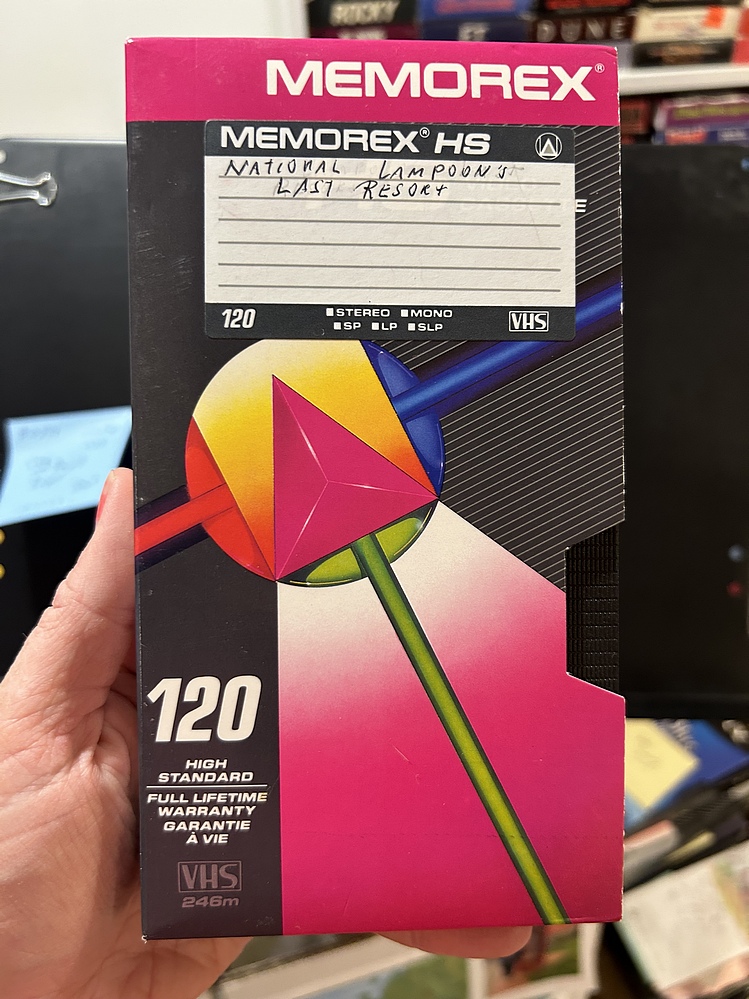 ROCKY
DUNE
MEMOREX®
MEMOREX® HS
NATIONAL LAMPOON'S
LAST RESORT
E
120
■STEREO ■MONO
■SP ■LP ■SLP
VHS
120
HIGH
STANDARD
FULL LIFETIME
WARRANTY
GARANTIE
À VIE
VHS
246m